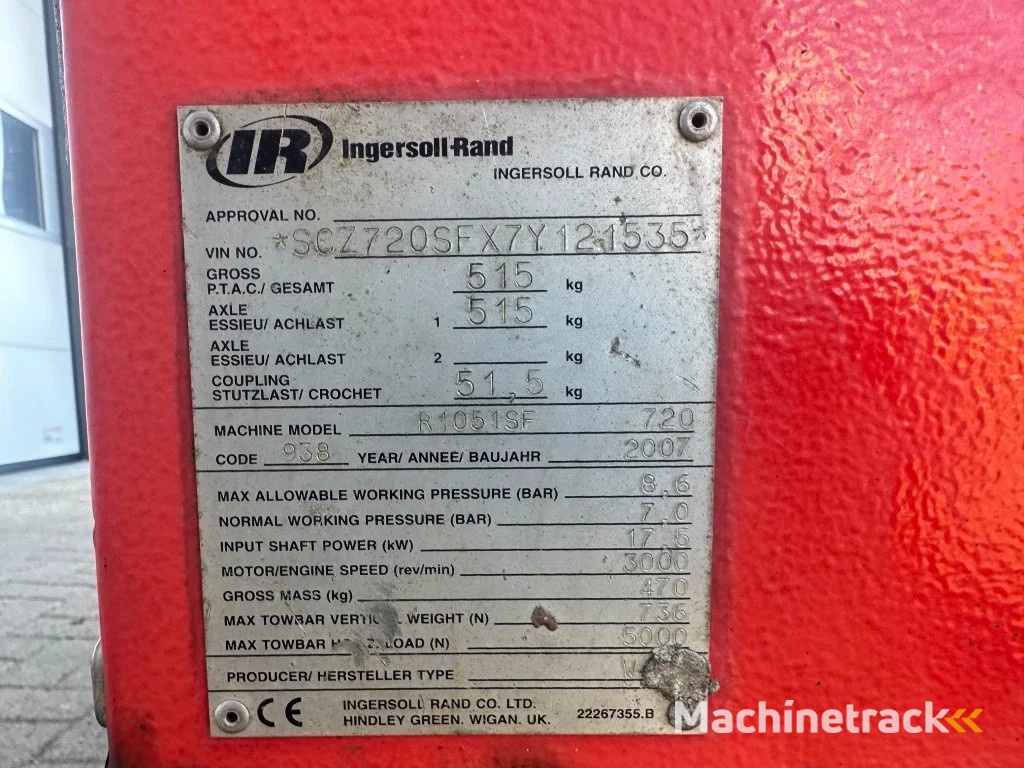 IR Ingersoll-Rand
INGERSOLL RAND CO.
APPROVAL NO.
VIN NO. *SCZ720SFX7Y121535*
GROSS
P.T.A.C./ GESAMT 515 kg
AXLE
ESSIEU/ ACHLAST 1 515 kg
AXLE
ESSIEU/ ACHLAST 2 kg
COUPLING
STUTZLAST/ CROCHET 51,5 kg
MACHINE MODEL R1051SF 720
CODE 938 YEAR/ ANNEE/ BAUJAHR 2007
MAX ALLOWABLE WORKING PRESSURE (BAR) 8,6
NORMAL WORKING PRESSURE (BAR) 7,0
INPUT SHAFT POWER (kW) 17,5
MOTOR/ENGINE SPEED (rev/min) 3000
GROSS MASS (kg) 470
MAX TOWBAR WEIGHT (N) 736
MAX TOWBAR LOAD (N) 5000
PRODUCER/ HERSTELLER TYPE
CE INGERSOLL RAND CO. LTD.
HINDLEY GREEN. WIGAN. UK. 22267355.B
Machinetrack